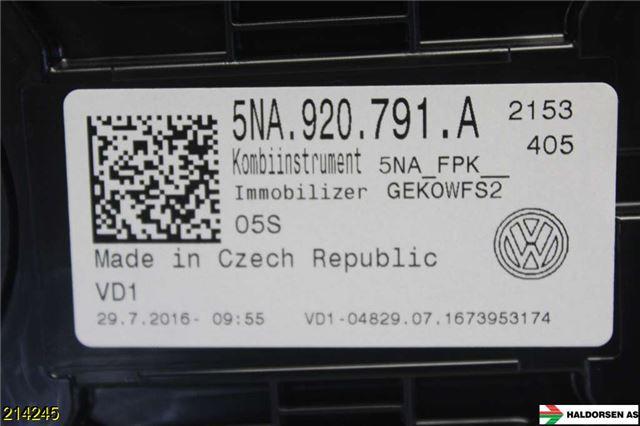 5NA.920.791.A 2153
405
Kombiinstrument 5NA_FPK__
Immobilizer GEKOWFS2
05S
Made in Czech Republic
VD1
29.7.2016- 09:55 VD1-04829.07.1673953174
214245
HALDORSEN AS